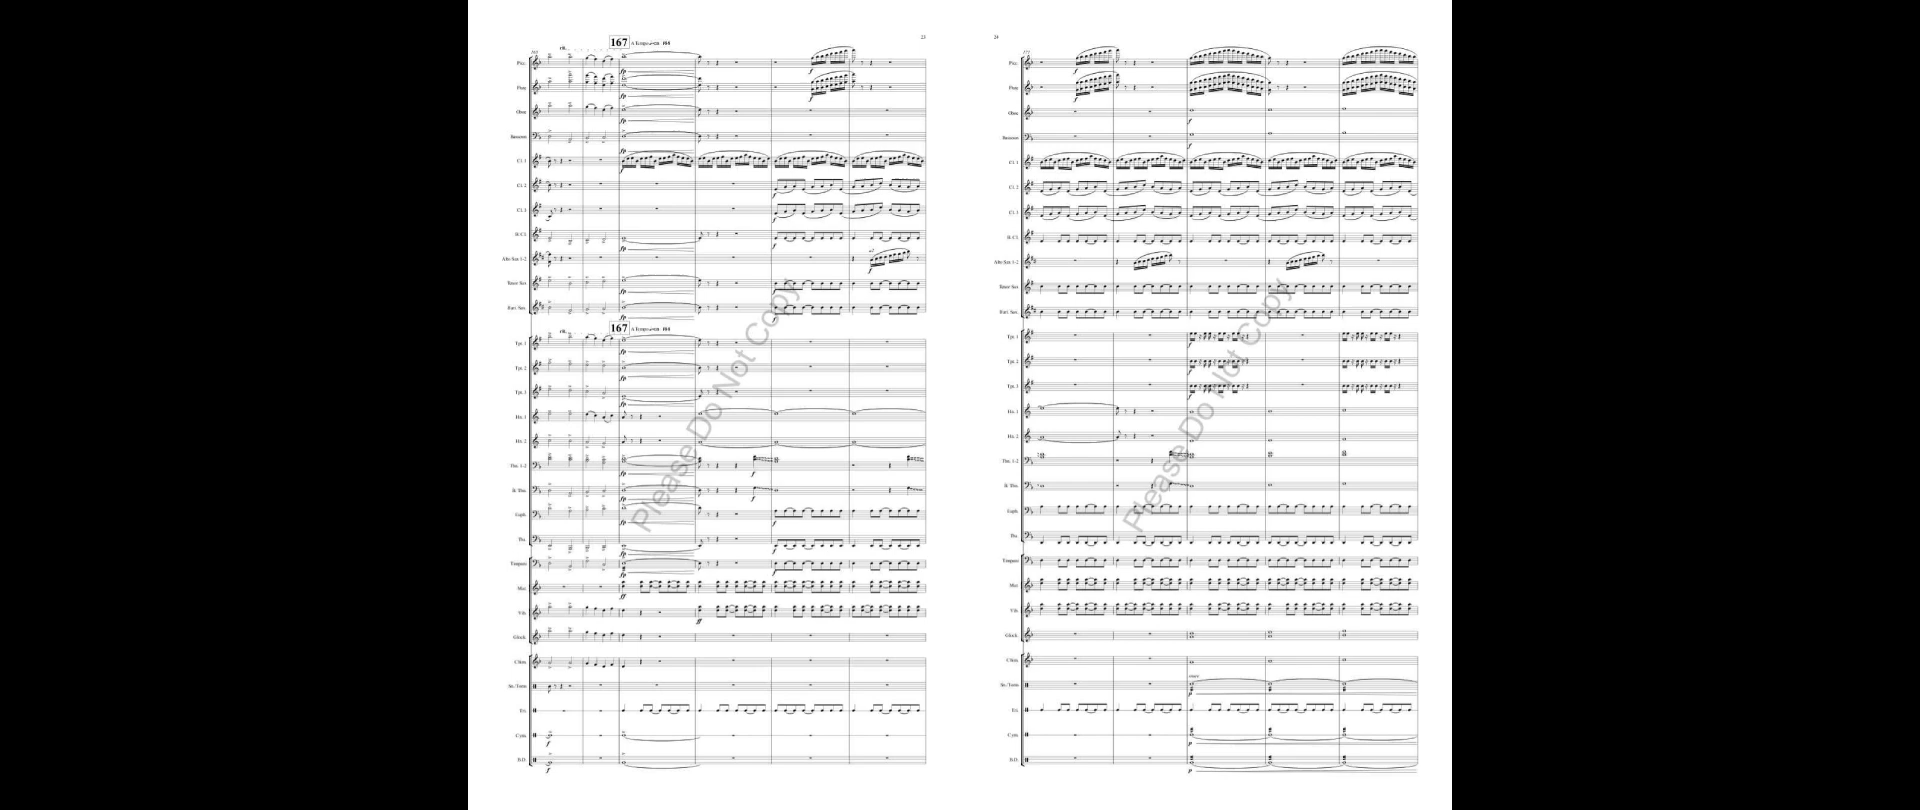 23
167 A Tempo
rit.
165
Picc.
Flute
Oboe
Bassoon
Cl. 1
Cl. 2
Cl. 3
B. Cl.
Alto Sax 1-2
Tenor Sax
Bari. Sax.
rit.
167 A Tempo
Tpt. 1
Tpt. 2
Tpt. 3
Hn. 1
Hn. 2
Tbn. 1-2
B. Tbn.
Euph.
Tba.
Timpani
Mar.
Vib.
Glock.
Chim.
Sn./Toms
Tri.
Cym.
B.D.
Please Do Not Copy
24
171
Picc.
Flute
Oboe
Bassoon
Cl. 1
Cl. 2
Cl. 3
B. Cl.
Alto Sax 1-2
Tenor Sax
Bari. Sax.
Tpt. 1
Tpt. 2
Tpt. 3
Hn. 1
Hn. 2
Tbn. 1-2
B. Tbn.
Euph.
Tba.
Timpani
Mar.
Vib.
Glock.
Chim.
Sn./Toms
Tri.
Cym.
B.D.
Please Do Not Copy